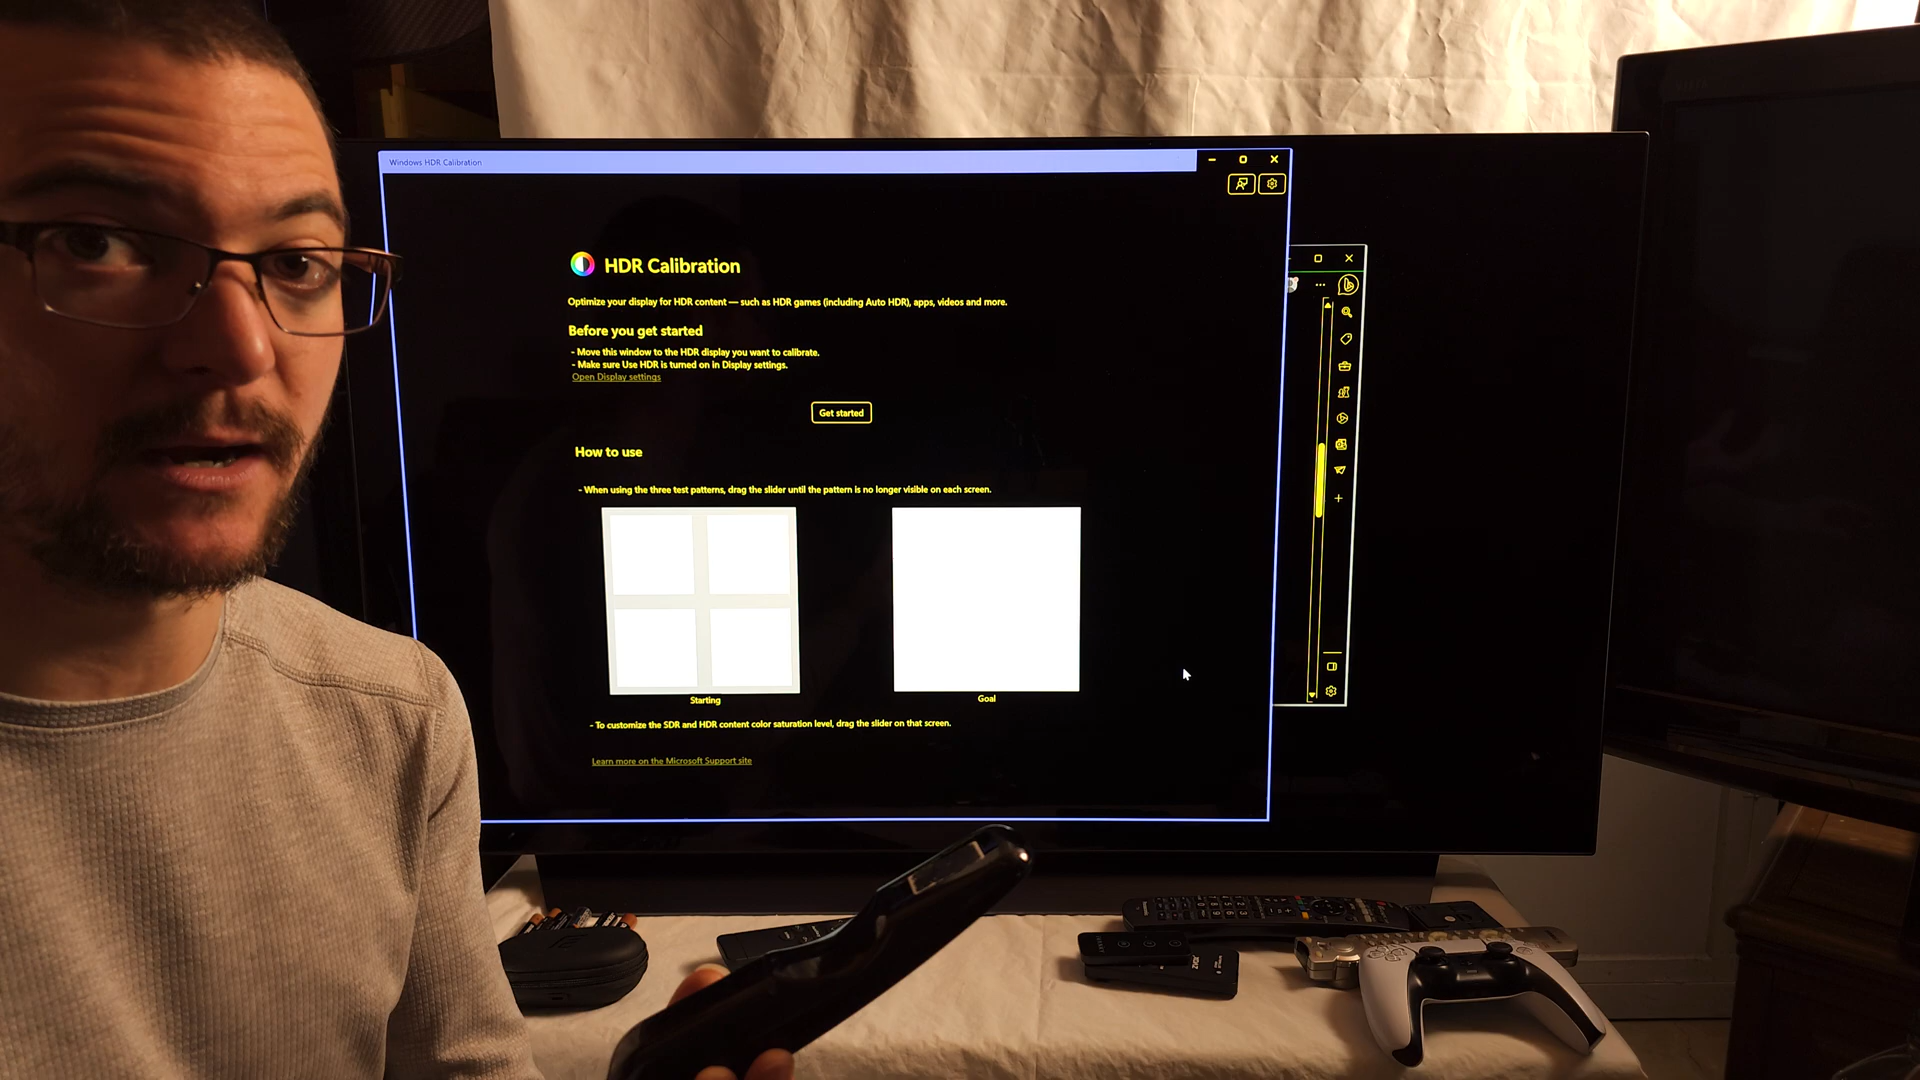 Windows HDR Calibration
HDR Calibration
Optimize your display for HDR content — such as HDR games (including Auto HDR), apps, videos and more.
Before you get started
- Move this window to the HDR display you want to calibrate.
- Make sure Use HDR is turned on in Display settings.
Open Display settings
Get started
How to use
- When using the three test patterns, drag the slider until the pattern is no longer visible on each screen.
Starting
Goal
- To customize the SDR and HDR content color saturation level, drag the slider on that screen.
Learn more on the Microsoft Support site
ZVOX